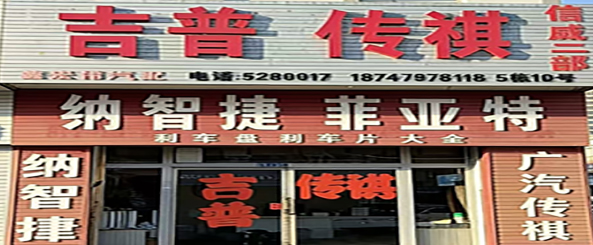 吉普 传祺
信威二部
电话:5280017 18747978118 5栋10号
纳智捷 菲亚特
刹车盘刹车片大全
纳智捷
吉普
传祺
广汽传祺